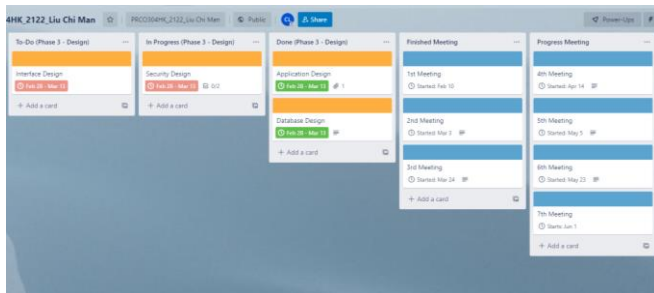 4HK_2122_Liu Chi Man
PRCO304HK_2122_Liu Chi Man
Public
Share
Power-Ups
To-Do (Phase 3 - Design)
Interface Design
Feb 28 - Mar 13
+ Add a card
In Progress (Phase 3 - Design)
Security Design
Feb 28 - Mar 13
0/2
+ Add a card
Done (Phase 3 - Design)
Application Design
Feb 28 - Mar 13
1
Database Design
Feb 28 - Mar 13
+ Add a card
Finished Meeting
1st Meeting
Started: Feb 10
2nd Meeting
Started: Mar 3
3rd Meeting
Started: Mar 24
+ Add a card
Progress Meeting
4th Meeting
Started: Apr 14
5th Meeting
Started: May 5
6th Meeting
Started: May 23
7th Meeting
Starts: Jun 1
+ Add a card